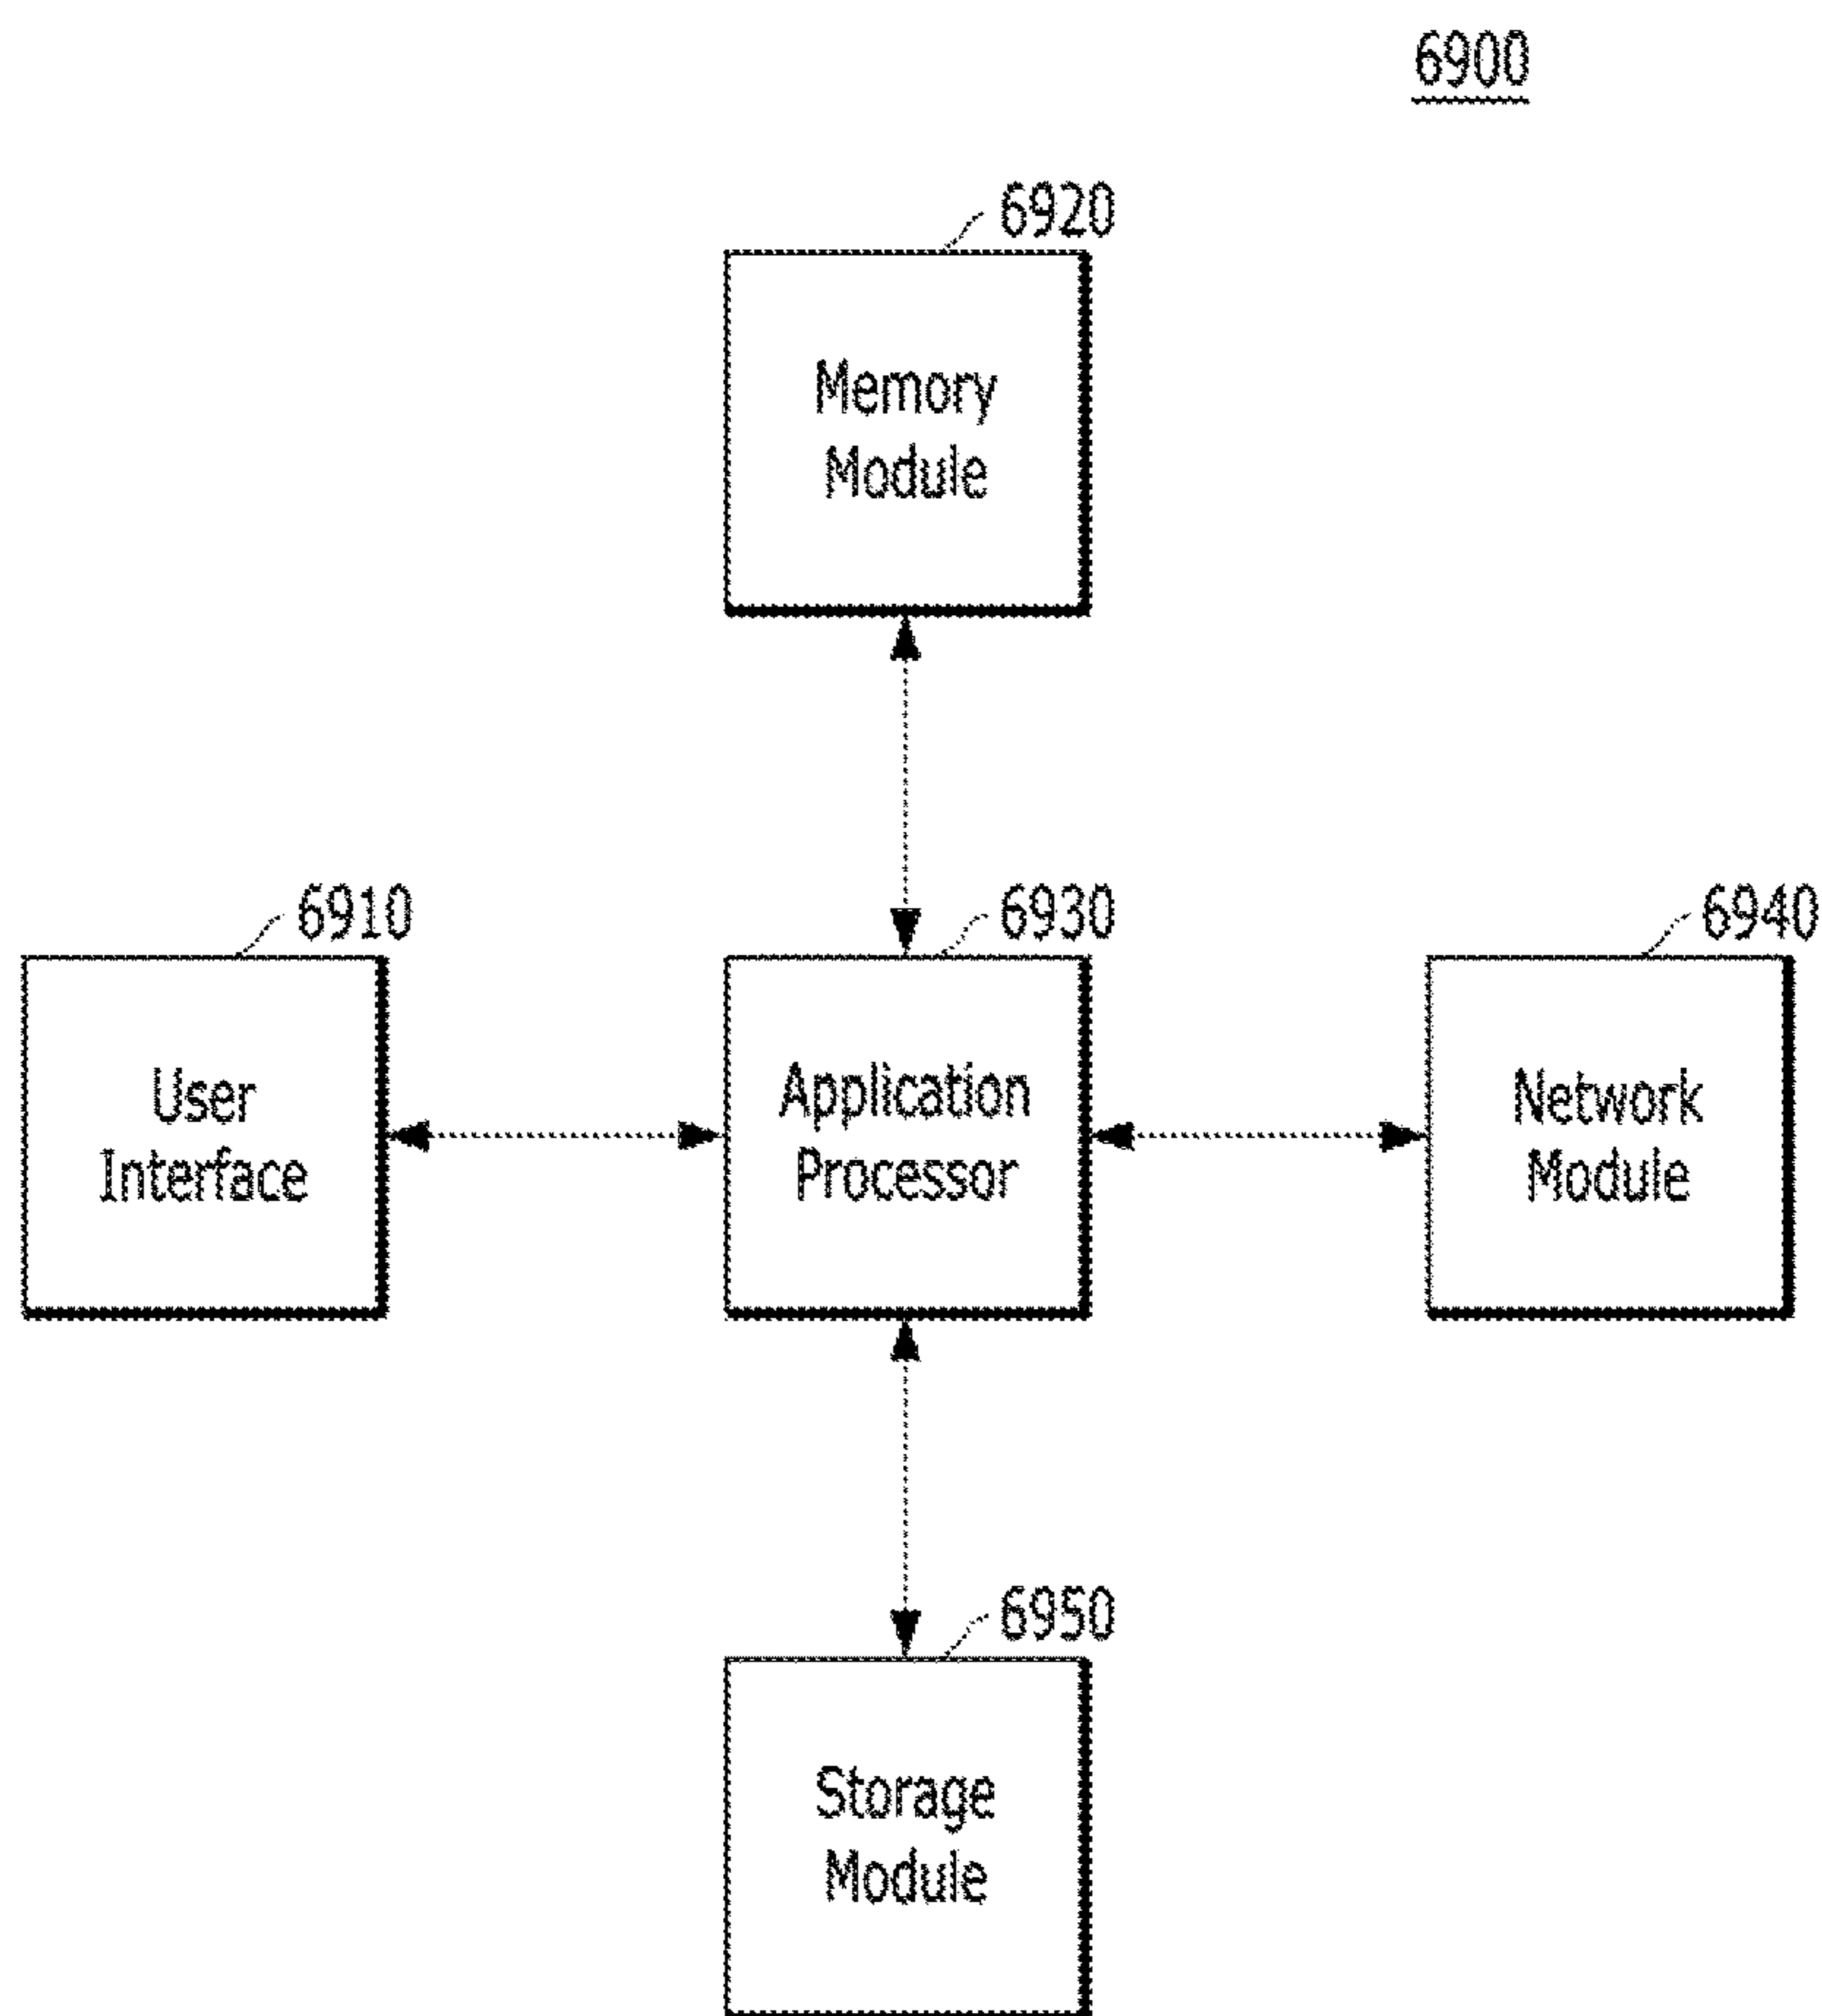 6900
6920
Memory
Module
6910
6930
6940
User
Interface
Application
Processor
Network
Module
6950
Storage
Module